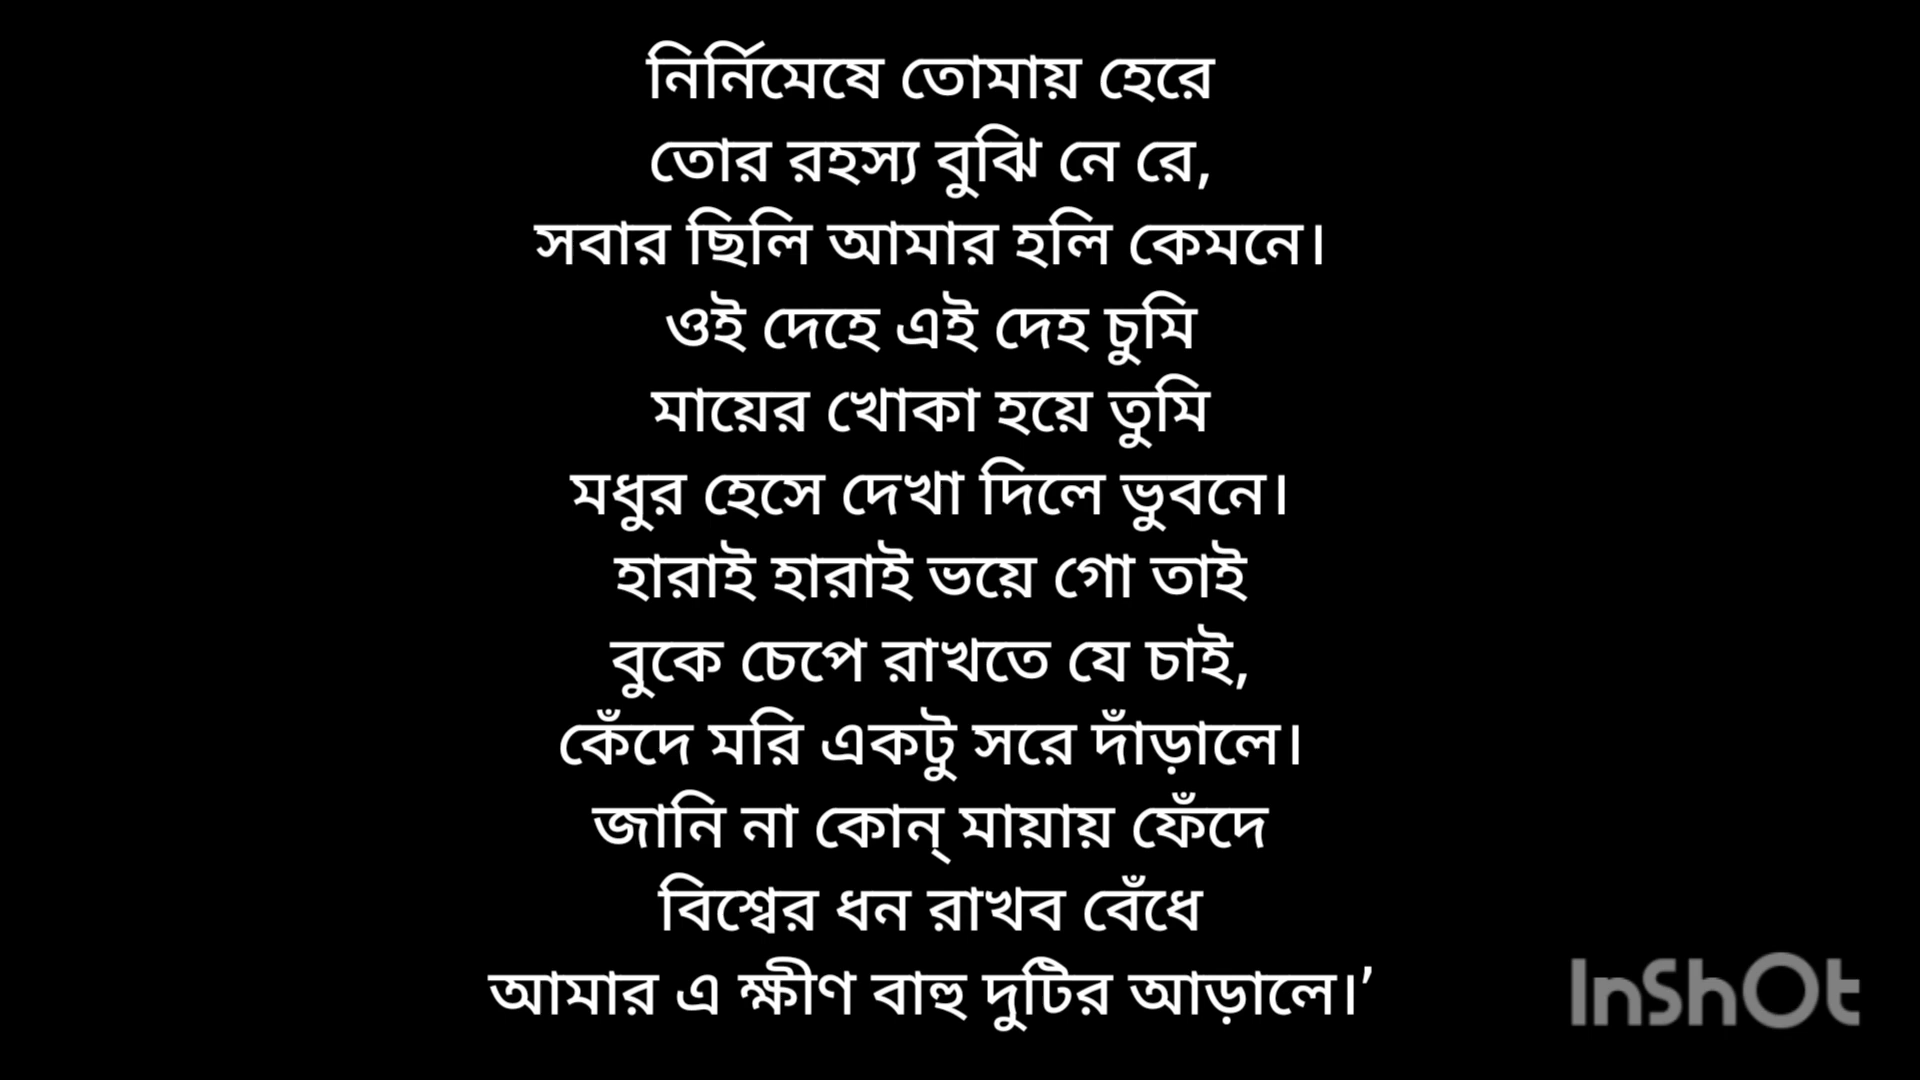 নির্নিমেষে তোমায় হেরে
তোর রহস্য বুঝি নে রে,
সবার ছিলি আমার হলি কেমনে।
ওই দেহে এই দেহ চুমি
মায়ের খোকা হয়ে তুমি
মধুর হেসে দেখা দিলে ভুবনে।
হারাই হারাই ভয়ে গো তাই
বুকে চেপে রাখতে যে চাই,
কেঁদে মরি একটু সরে দাঁড়ালে।
জানি না কোন্ মায়ায় ফেঁদে
বিশ্বের ধন রাখব বেঁধে
আমার এ ক্ষীণ বাহু দুটির আড়ালে।’
InShOt